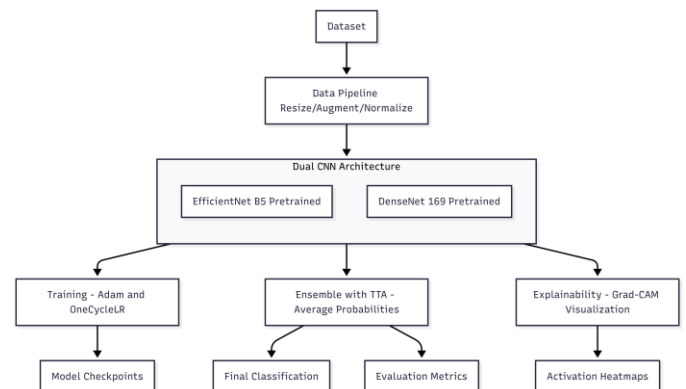 Dataset
Data Pipeline
Resize/Augment/Normalize
Dual CNN Architecture
EfficientNet B5 Pretrained
DenseNet 169 Pretrained
Training - Adam and
OneCycleLR
Ensemble with TTA -
Average Probabilities
Explainability - Grad-CAM
Visualization
Model Checkpoints
Final Classification
Evaluation Metrics
Activation Heatmaps